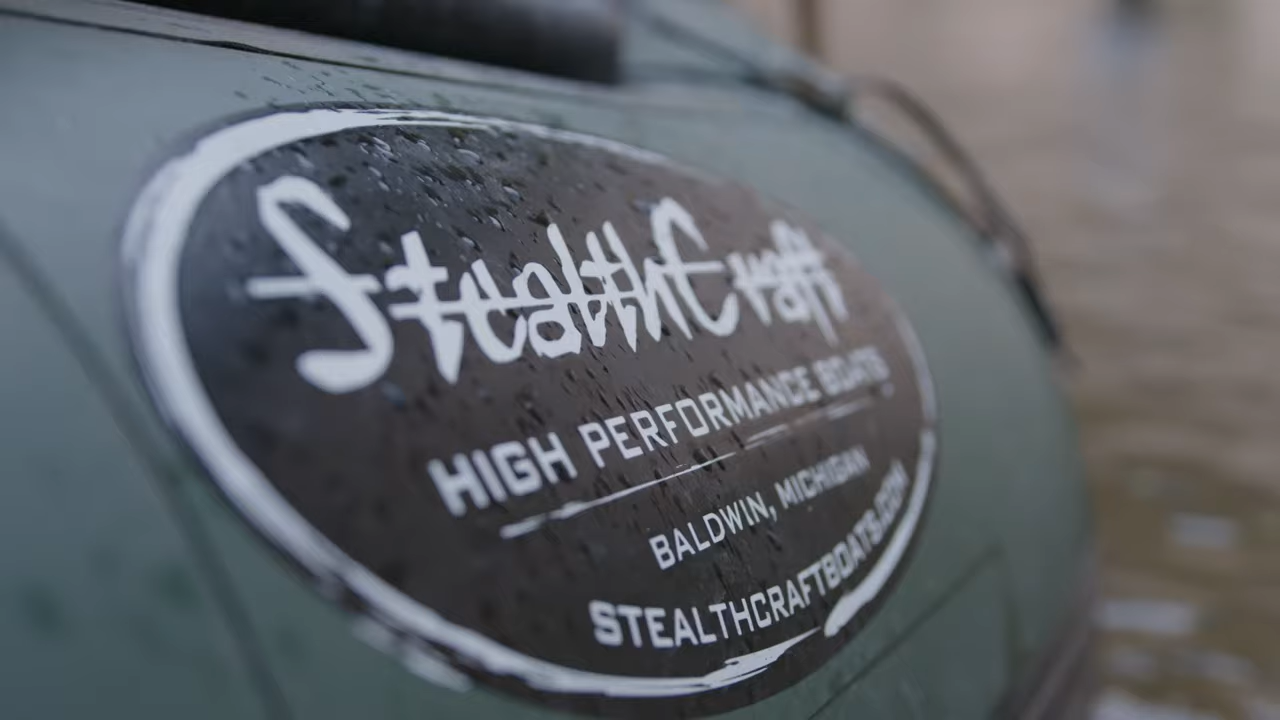 StealthCraft
HIGH PERFORMANCE BOATS
BALDWIN, MICHIGAN
STEALTHCRAFTBOATS.COM